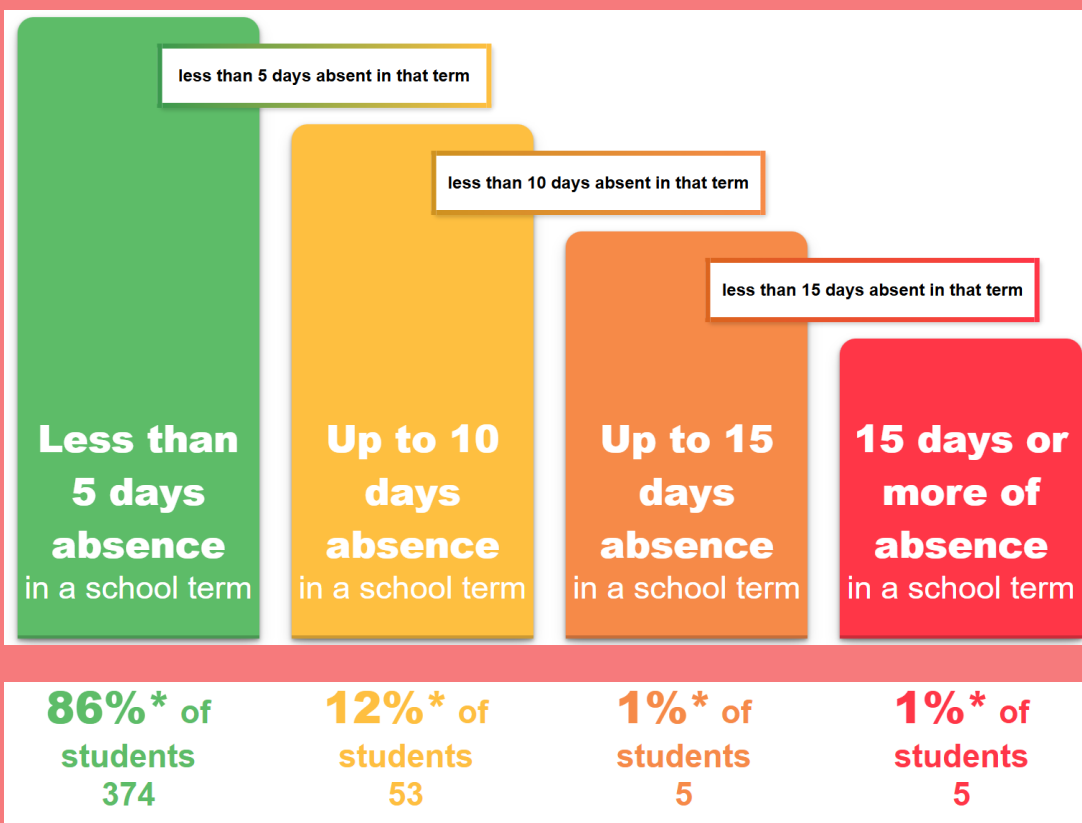 less than 5 days absent in that term
less than 10 days absent in that term
less than 15 days absent in that term
Less than
5 days
absence
in a school term
Up to 10
days
absence
in a school term
Up to 15
days
absence
in a school term
15 days or
more of
absence
in a school term
86%* of
students
374
12%* of
students
53
1%* of
students
5
1%* of
students
5